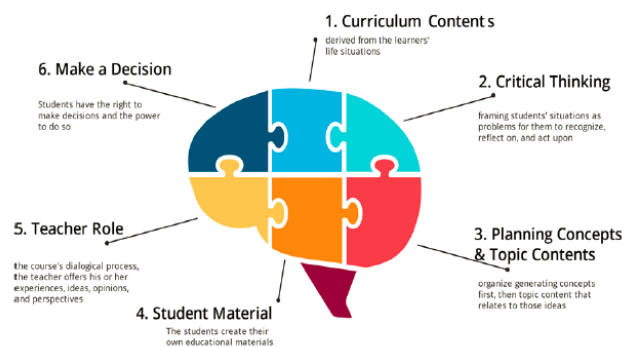 1. Curriculum Contents
derived from the learners'
life situations
2. Critical Thinking
framing students' situations as
problems for them to recognize,
reflect on, and act upon
3. Planning Concepts
& Topic Contents
organize generating concepts
first, then topic content that
relates to those ideas
4. Student Material
The students create their
own educational materials
5. Teacher Role
the course's dialogical process,
the teacher offers his or her
experiences, ideas, opinions,
and perspectives
6. Make a Decision
Students have the right to
make decisions and the power
to do so